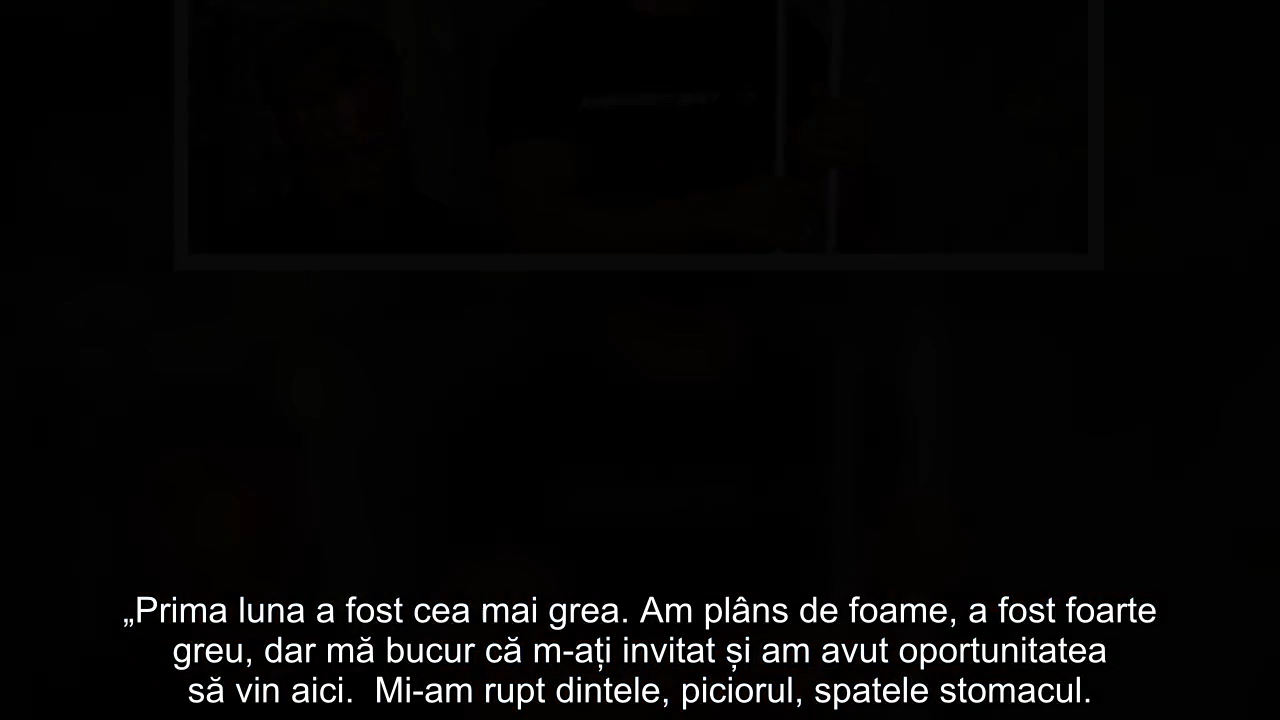 „Prima luna a fost cea mai grea. Am plâns de foame, a fost foarte
greu, dar mă bucur că m-ați invitat și am avut oportunitatea
să vin aici.  Mi-am rupt dintele, piciorul, spatele stomacul.